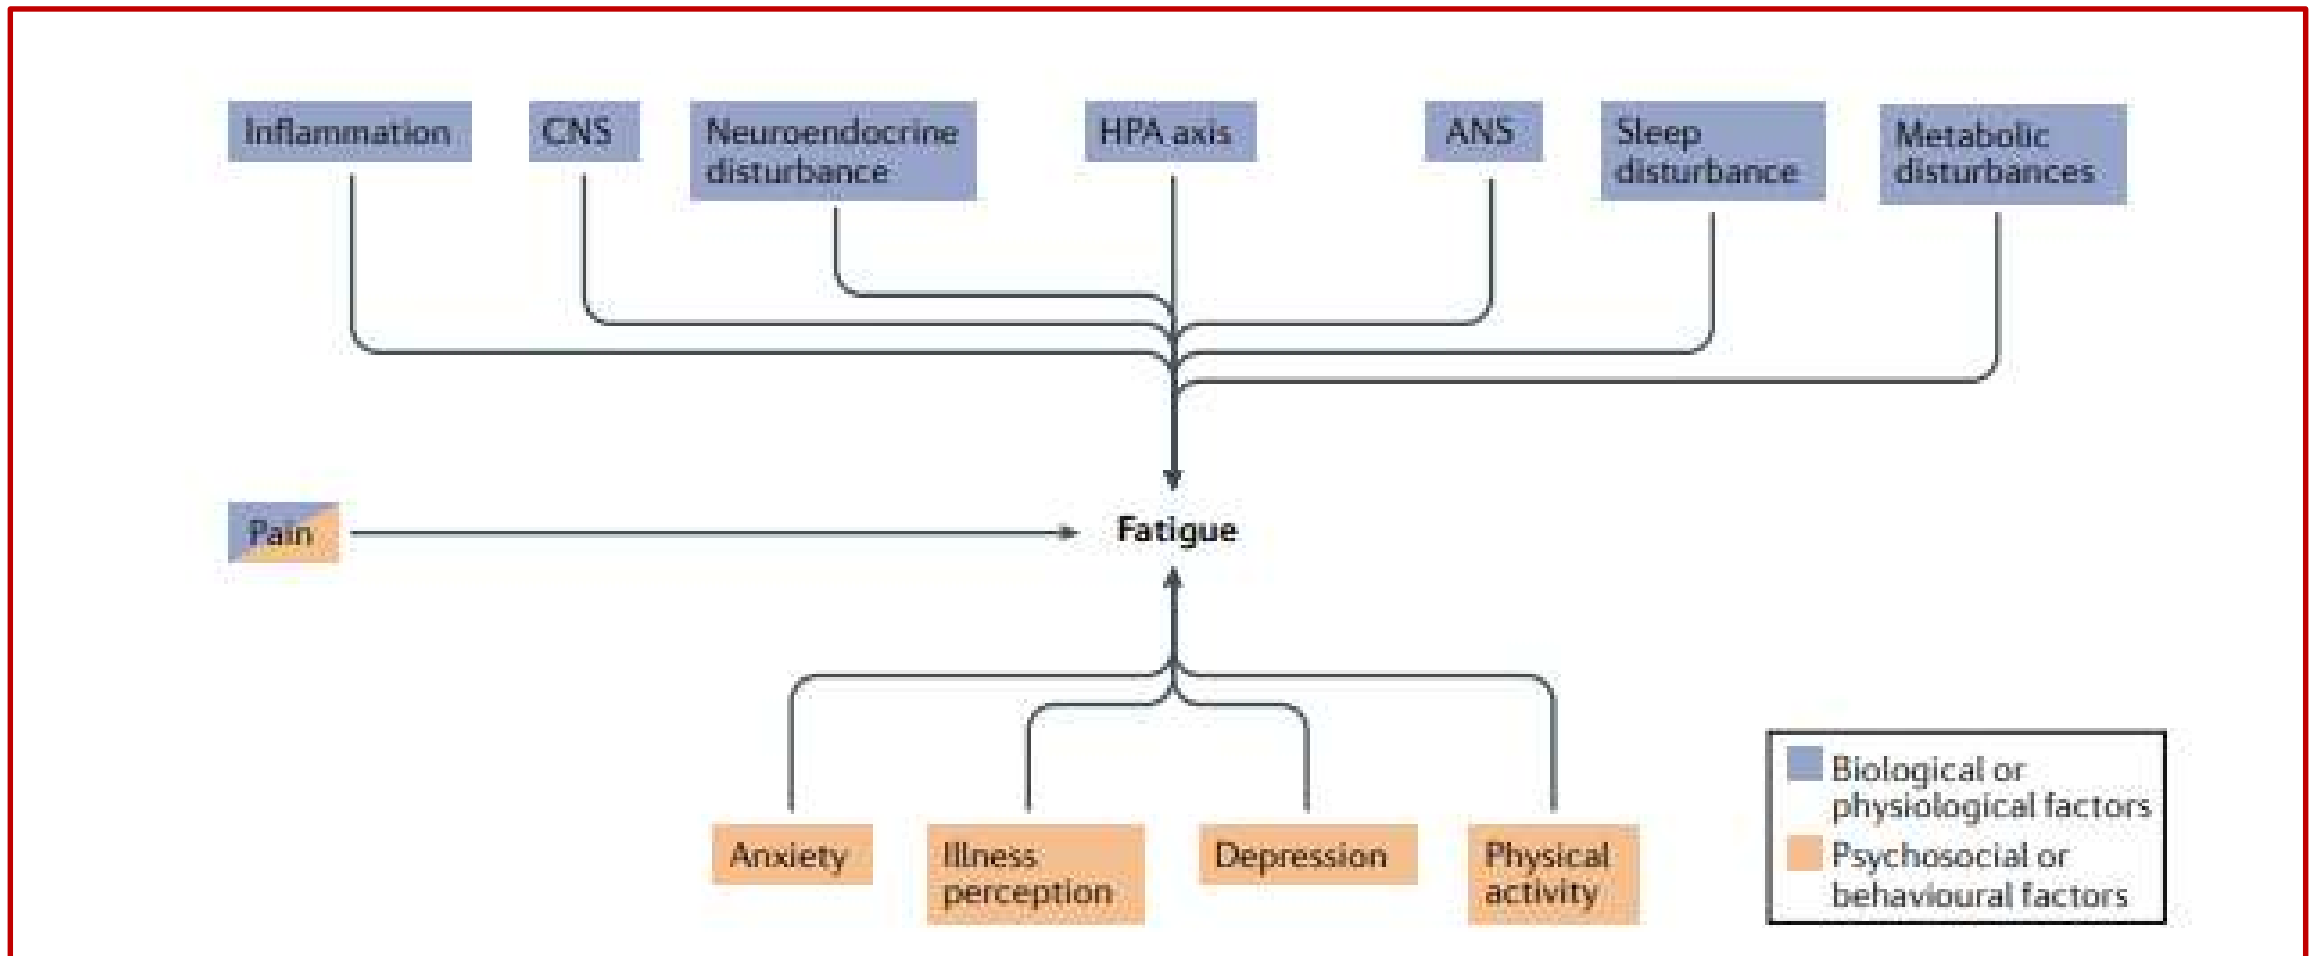 Inflammation
CNS
Neuroendocrine
disturbance
HPA axis
ANS
Sleep
disturbance
Metabolic
disturbances
Pain
Fatigue
Anxiety
Illness
perception
Depression
Physical
activity
Biological or
physiological factors
Psychosocial or
behavioural factors